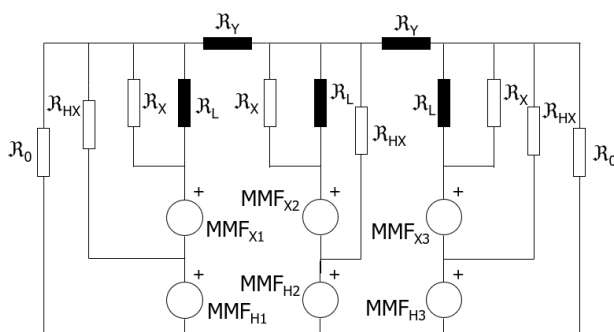 ℜY ℜY
ℜX ℜL ℜX ℜL ℜL ℜX
ℜHX ℜHX ℜHX
ℜ0 ℜ0
+ + +
MMFX1 MMFX2 MMFX3
+ + +
MMFH1 MMFH2 MMFH3